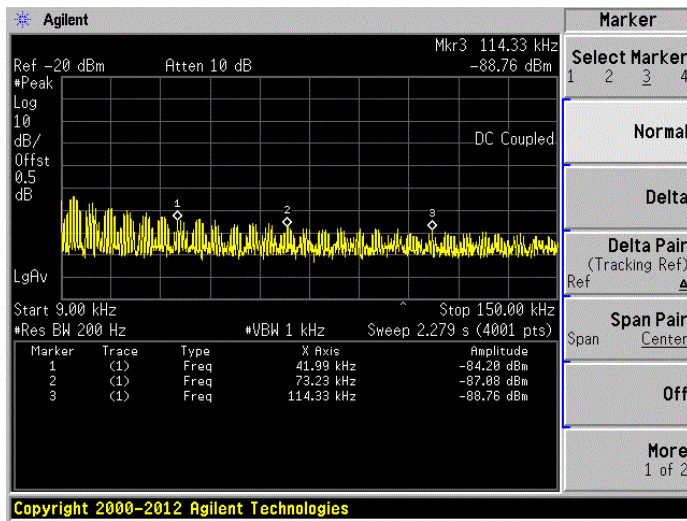 Agilent
Marker
Mkr3 114.33 kHz
Ref -20 dBm Atten 10 dB -88.76 dBm
#Peak
Log
10
dB/
Offst
0.5
dB
DC Coupled
1
2
3
LgAv
Start 9.00 kHz ^ Stop 150.00 kHz
#Res BW 200 Hz #VBW 1 kHz Sweep 2.279 s (4001 pts)
Marker Trace Type X Axis Amplitude
1 (1) Freq 41.99 kHz -84.20 dBm
2 (1) Freq 73.23 kHz -87.08 dBm
3 (1) Freq 114.33 kHz -88.76 dBm
Select Marker
1 2 3 4
Normal
Delta
Delta Pair
(Tracking Ref)
Ref Δ
Span Pair
Span Center
Off
More
1 of 2
Copyright 2000-2012 Agilent Technologies